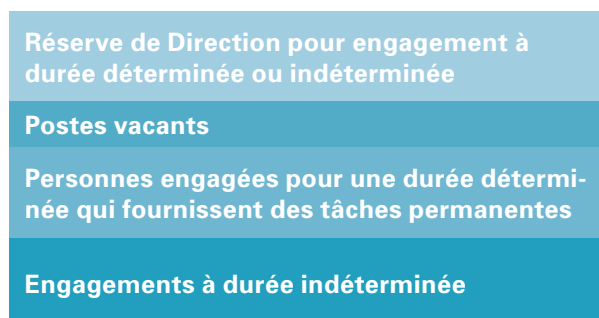 Réserve de Direction pour engagement à
durée déterminée ou indéterminée
Postes vacants
Personnes engagées pour une durée détermi-
née qui fournissent des tâches permanentes
Engagements à durée indéterminée